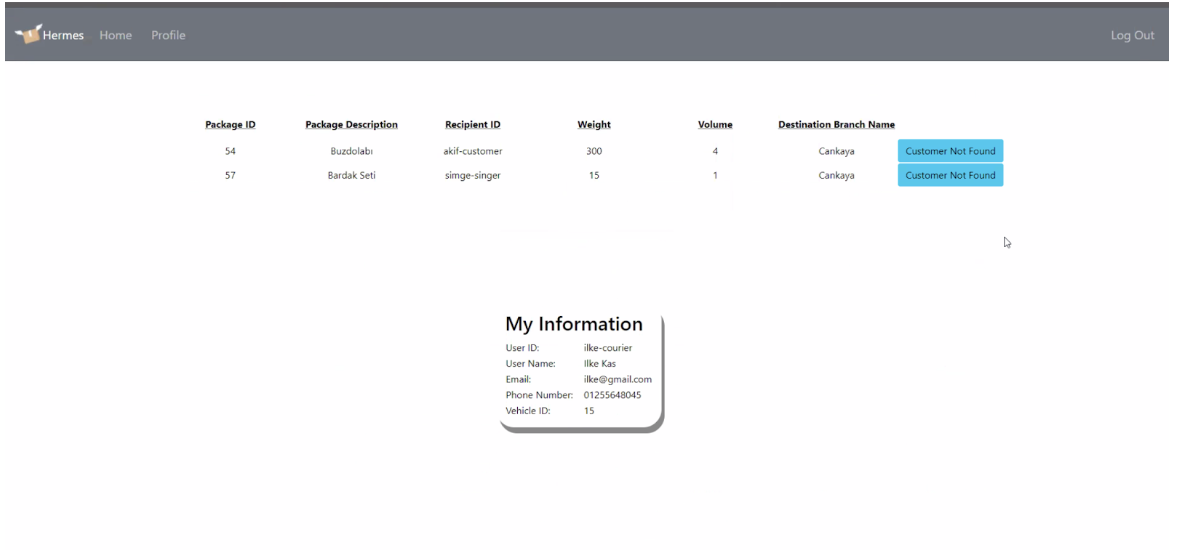 Hermes Home Profile Log Out
Package ID Package Description Recipient ID Weight Volume Destination Branch Name
54 Buzdolabı akif-customer 300 4 Cankaya Customer Not Found
57 Bardak Seti simge-singer 15 1 Cankaya Customer Not Found
My Information
User ID: ilke-courier
User Name: Ilke Kas
Email: ilke@gmail.com
Phone Number: 01255648045
Vehicle ID: 15